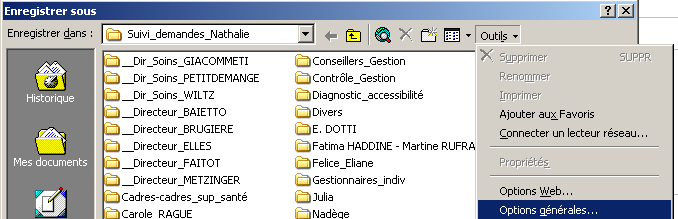 Enregistrer sous
Enregistrer dans : Suivi_demandes_Nathalie Outils
Historique
Mes documents
__Dir_Soins_GIACOMMETI
__Dir_Soins_PETITDEMANGE
__Dir_Soins_WILTZ
__Directeur_BAIETTO
__Directeur_BRUGIERE
__Directeur_ELLES
__Directeur_FAITOT
__Directeur_METZINGER
Cadres-cadres_sup_santé
Carole_RAGUE
Conseillers_Gestion
Contrôle_Gestion
Diagnostic_accessibilité
Divers
E. DOTTI
Fatima HADDINE - Martine RUFRA
Felice_Eliane
Gestionnaires_indiv
Julia
Nadège
Supprimer SUPPR
Renommer
Imprimer
Ajouter aux Favoris
Connecter un lecteur réseau...
Propriétés
Options Web...
Options générales...